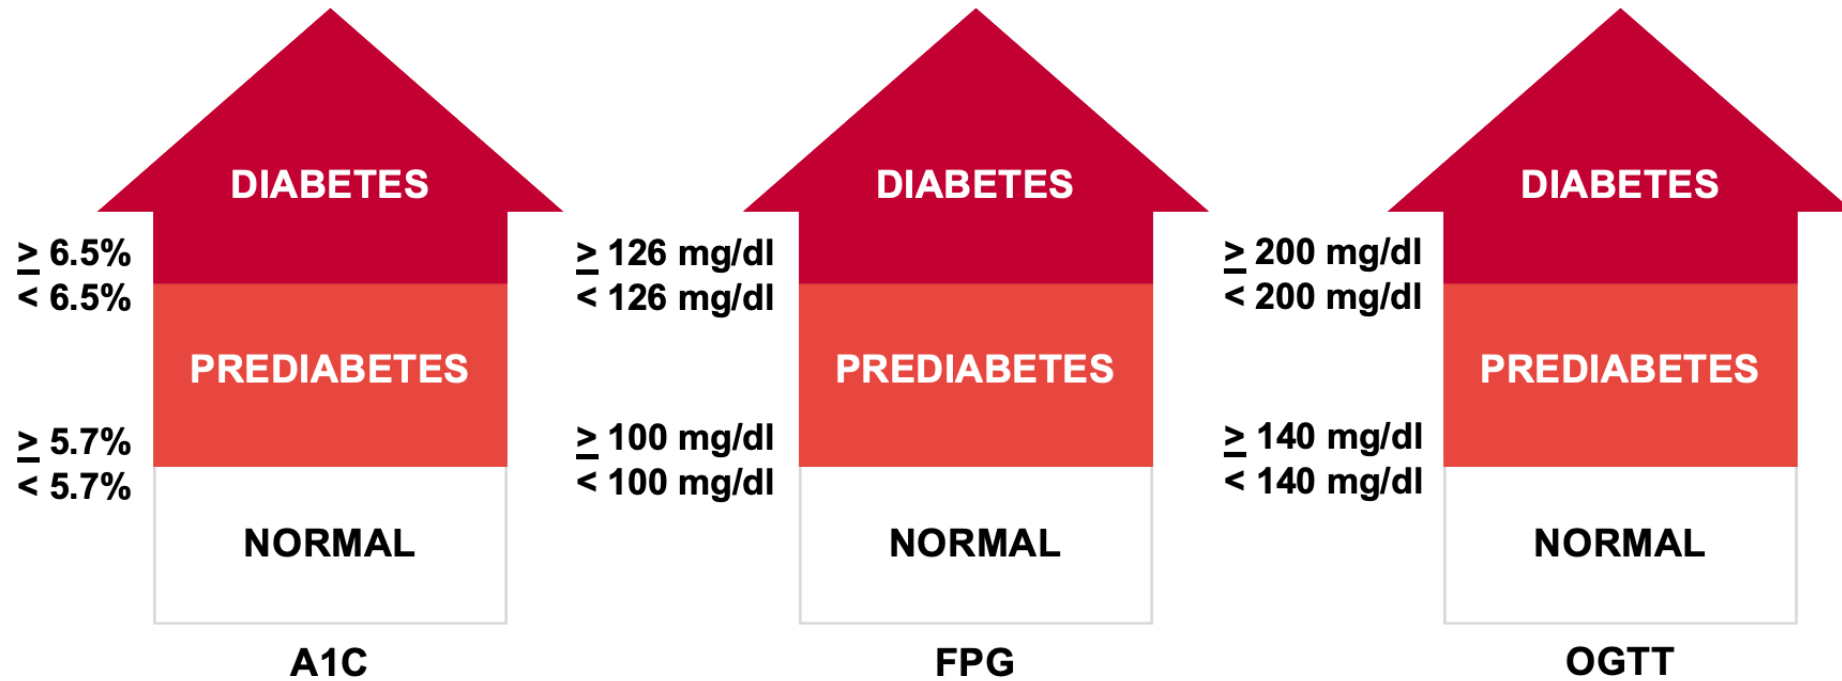 DIABETES
≥ 6.5%
< 6.5%
PREDIABETES
≥ 5.7%
< 5.7%
NORMAL
A1C
DIABETES
≥ 126 mg/dl
< 126 mg/dl
PREDIABETES
≥ 100 mg/dl
< 100 mg/dl
NORMAL
FPG
DIABETES
≥ 200 mg/dl
< 200 mg/dl
PREDIABETES
≥ 140 mg/dl
< 140 mg/dl
NORMAL
OGTT